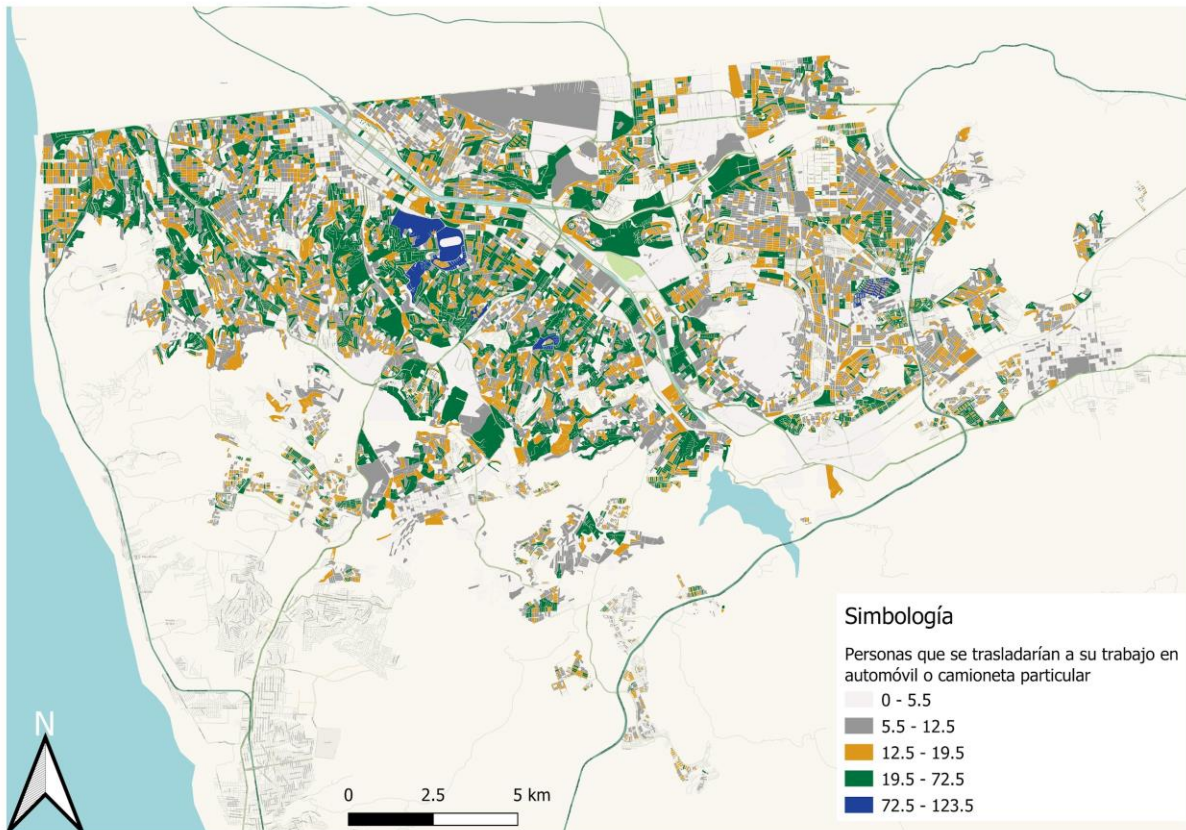 Simbología
Personas que se trasladarían a su trabajo en
automóvil o camioneta particular
0 - 5.5
5.5 - 12.5
12.5 - 19.5
19.5 - 72.5
72.5 - 123.5
N
0 2.5 5 km